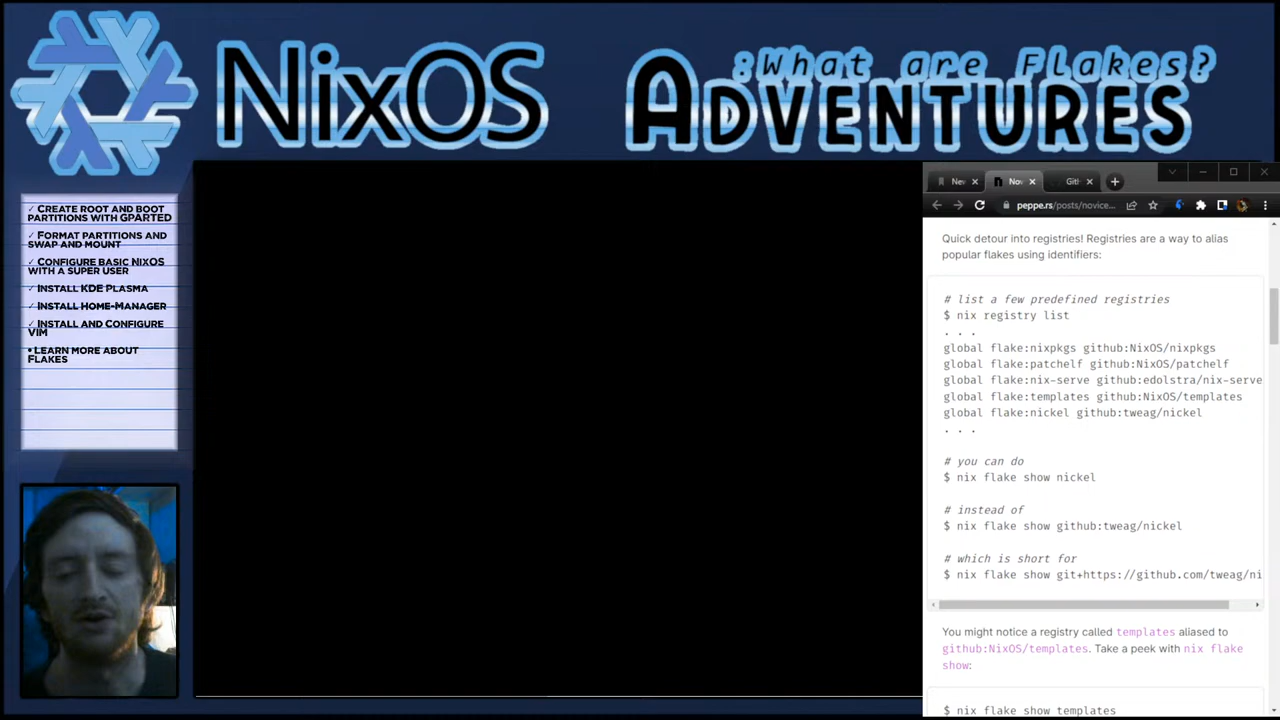 NixOS
:What are Flakes?
ADVENTURES
✓ CREATE ROOT AND BOOT
PARTITIONS WITH GPARTED
✓ FORMAT PARTITIONS AND
SWAP AND MOUNT
✓ CONFIGURE BASIC NIXOS
WITH A SUPER USER
✓ INSTALL KDE PLASMA
✓ INSTALL HOME-MANAGER
✓ INSTALL AND CONFIGURE
VIM
• LEARN MORE ABOUT
FLAKES
Nev
Nov
Gitl
peppe.rs/posts/novice...
Quick detour into registries! Registries are a way to alias
popular flakes using identifiers:
# list a few predefined registries
$ nix registry list
. . .
global flake:nixpkgs github:NixOS/nixpkgs
global flake:patchelf github:NixOS/patchelf
global flake:nix-serve github:edolstra/nix-serve
global flake:templates github:NixOS/templates
global flake:nickel github:tweag/nickel
. . .
# you can do
$ nix flake show nickel
# instead of
$ nix flake show github:tweag/nickel
# which is short for
$ nix flake show git+https://github.com/tweag/ni
You might notice a registry called templates aliased to
github:NixOS/templates. Take a peek with nix flake
show:
$ nix flake show templates